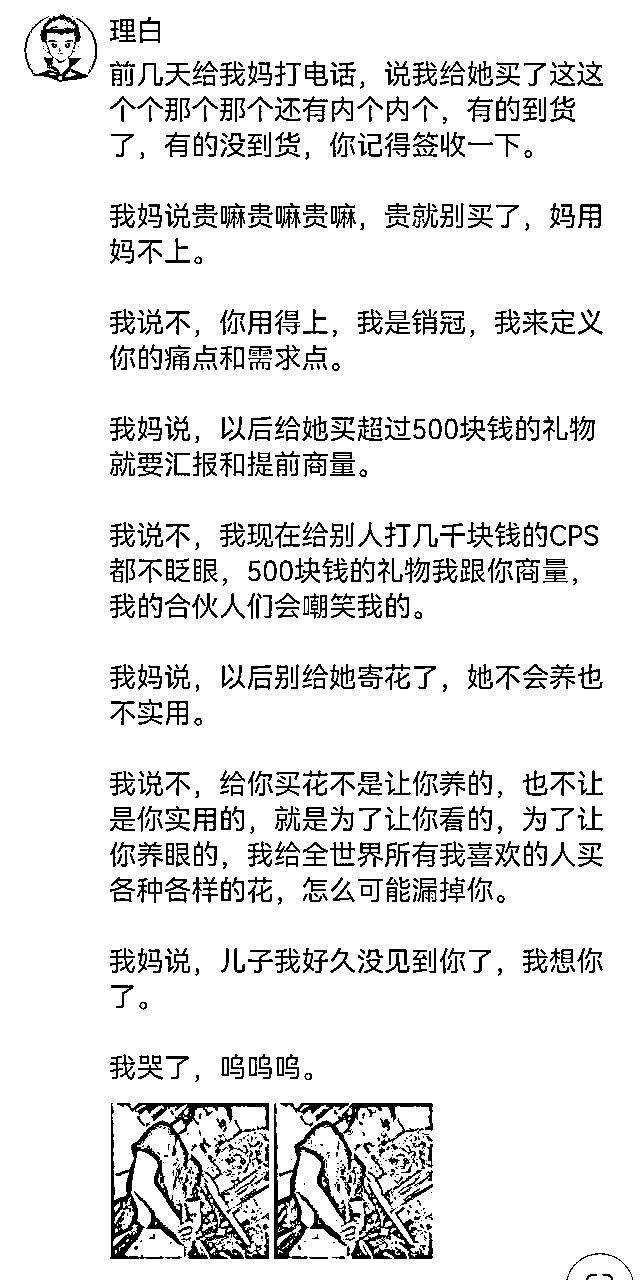 理白
前几天给我妈打电话，说我给她买了这这
个个那个那个还有内个内个，有的到货
了，有的没到货，你记得签收一下。
我妈说贵嘛贵嘛贵嘛，贵就别买了，妈用
妈不上。
我说不，你用得上，我是销冠，我来定义
你的痛点和需求点。
我妈说，以后给她买超过500块钱的礼物
就要汇报和提前商量。
我说不，我现在给别人打几千块钱的CPS
都不眨眼，500块钱的礼物我跟你商量，
我的合伙人们会嘲笑我的。
我妈说，以后别给她寄花了，她不会养也
不实用。
我说不，给你买花不是让你养的，也不让
是你实用的，就是为了让你看的，为了让
你养眼的，我给全世界所有我喜欢的人买
各种各样的花，怎么可能漏掉你。
我妈说，儿子我好久没见到你了，我想你
了。
我哭了，呜呜呜。